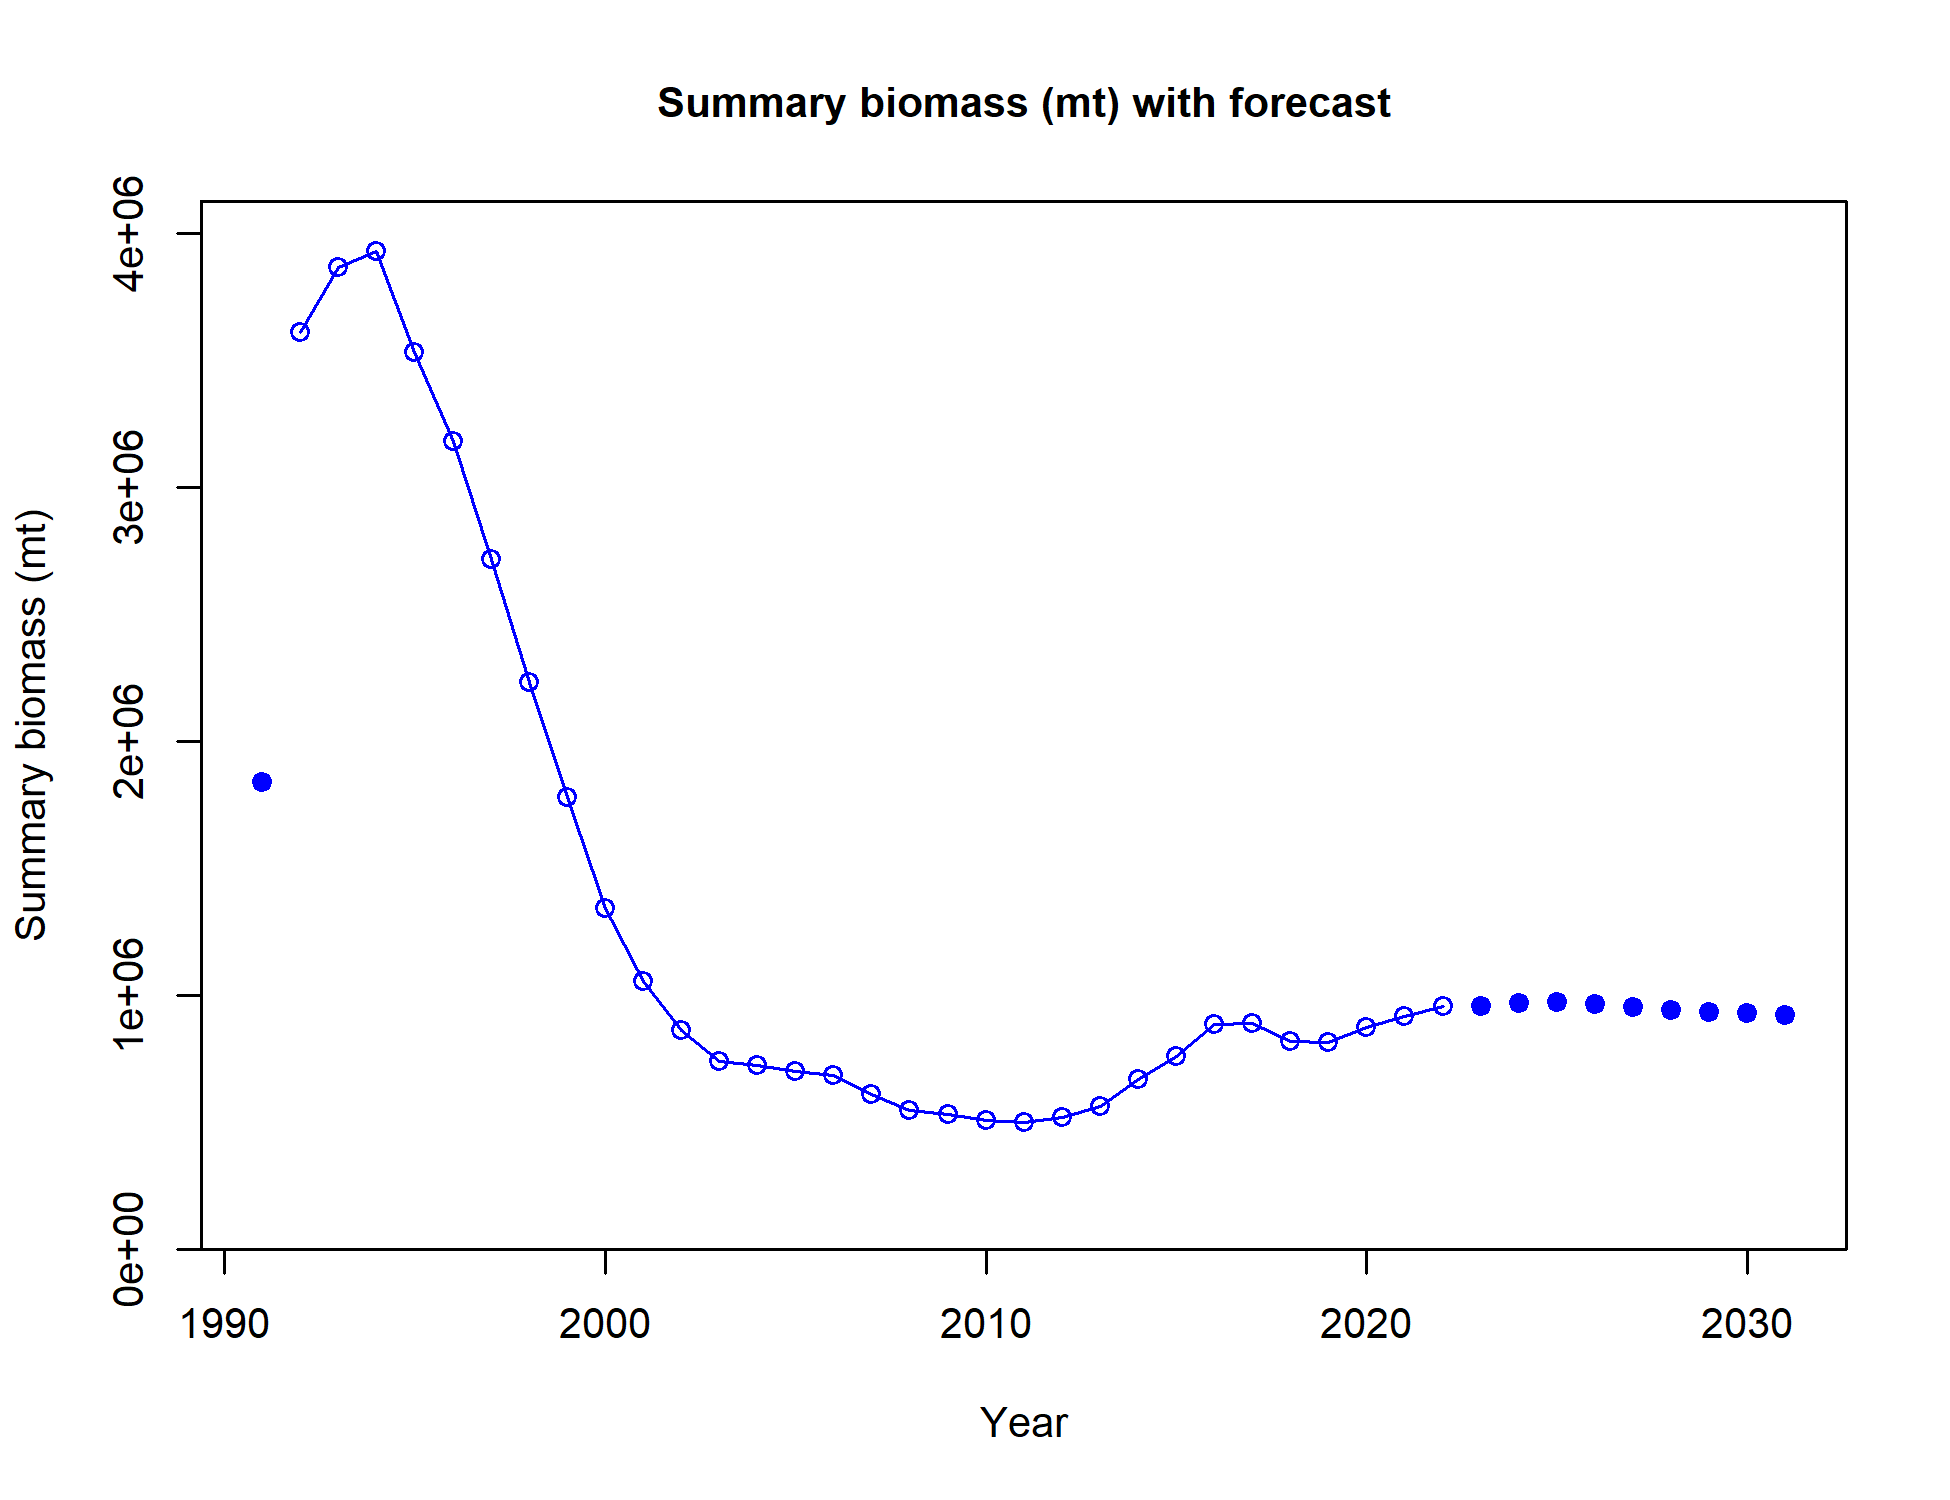 Summary biomass (mt) with forecast
Summary biomass (mt)
4e+06
3e+06
2e+06
1e+06
0e+00
1990 2000 2010 2020 2030
Year